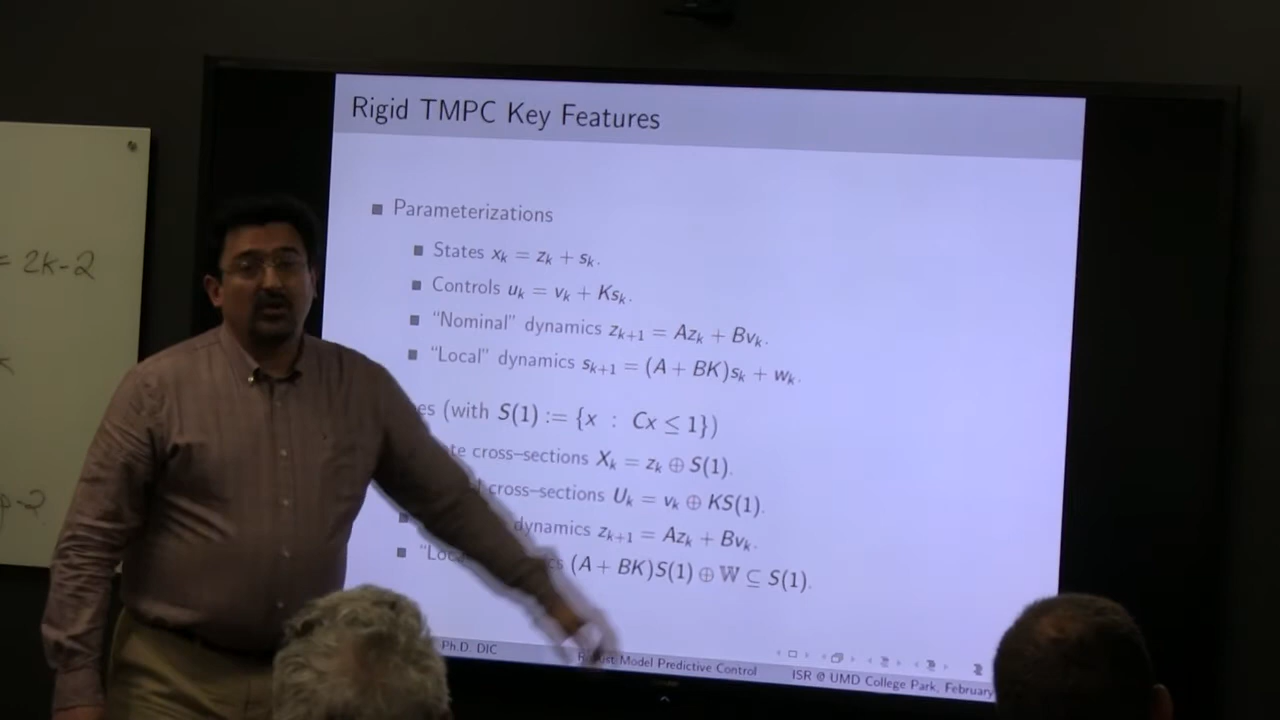 Rigid TMPC Key Features
Parameterizations
States x_k = z_k + s_k.
Controls u_k = v_k + Ks_k.
"Nominal" dynamics z_{k+1} = Az_k + Bv_k.
"Local" dynamics s_{k+1} = (A + BK)s_k + w_k.
(with S(1) := {x : Cx ≤ 1})
cross–sections X_k = z_k ⊕ S(1).
cross–sections U_k = v_k ⊕ KS(1).
dynamics z_{k+1} = Az_k + Bv_k.
(A + BK)S(1) ⊕ 𝕎 ⊆ S(1).
Ph.D. DIC
Model Predictive Control
ISR @ UMD College Park, February
= 2k-2